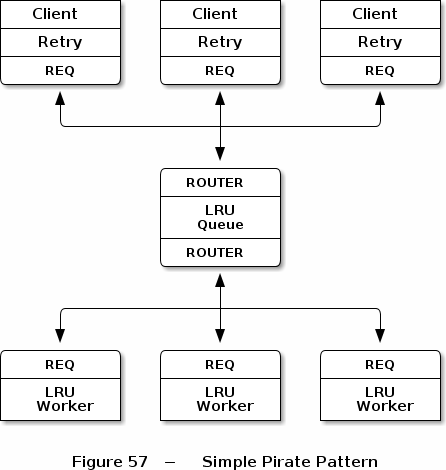 Client Client Client
Retry Retry Retry
REQ REQ REQ
ROUTER
LRU
Queue
ROUTER
REQ REQ REQ
LRU LRU LRU
Worker Worker Worker
Figure 57 – Simple Pirate Pattern